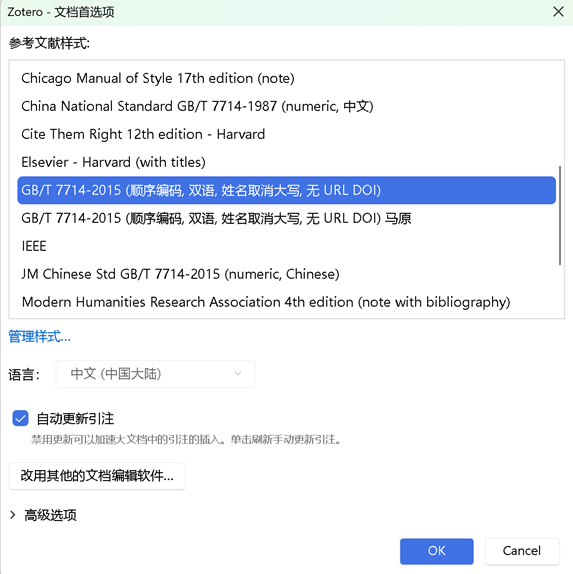 Zotero - 文档首选项
参考文献样式:
Chicago Manual of Style 17th edition (note)
China National Standard GB/T 7714-1987 (numeric, 中文)
Cite Them Right 12th edition - Harvard
Elsevier - Harvard (with titles)
GB/T 7714-2015 (顺序编码, 双语, 姓名取消大写, 无 URL DOI)
GB/T 7714-2015 (顺序编码, 双语, 姓名取消大写, 无 URL DOI) 马原
IEEE
JM Chinese Std GB/T 7714-2015 (numeric, Chinese)
Modern Humanities Research Association 4th edition (note with bibliography)
管理样式...
语言: 中文 (中国大陆)
自动更新引注
禁用更新可以加速大文档中的引注的插入。单击刷新手动更新引注。
改用其他的文档编辑软件...
高级选项
OK Cancel